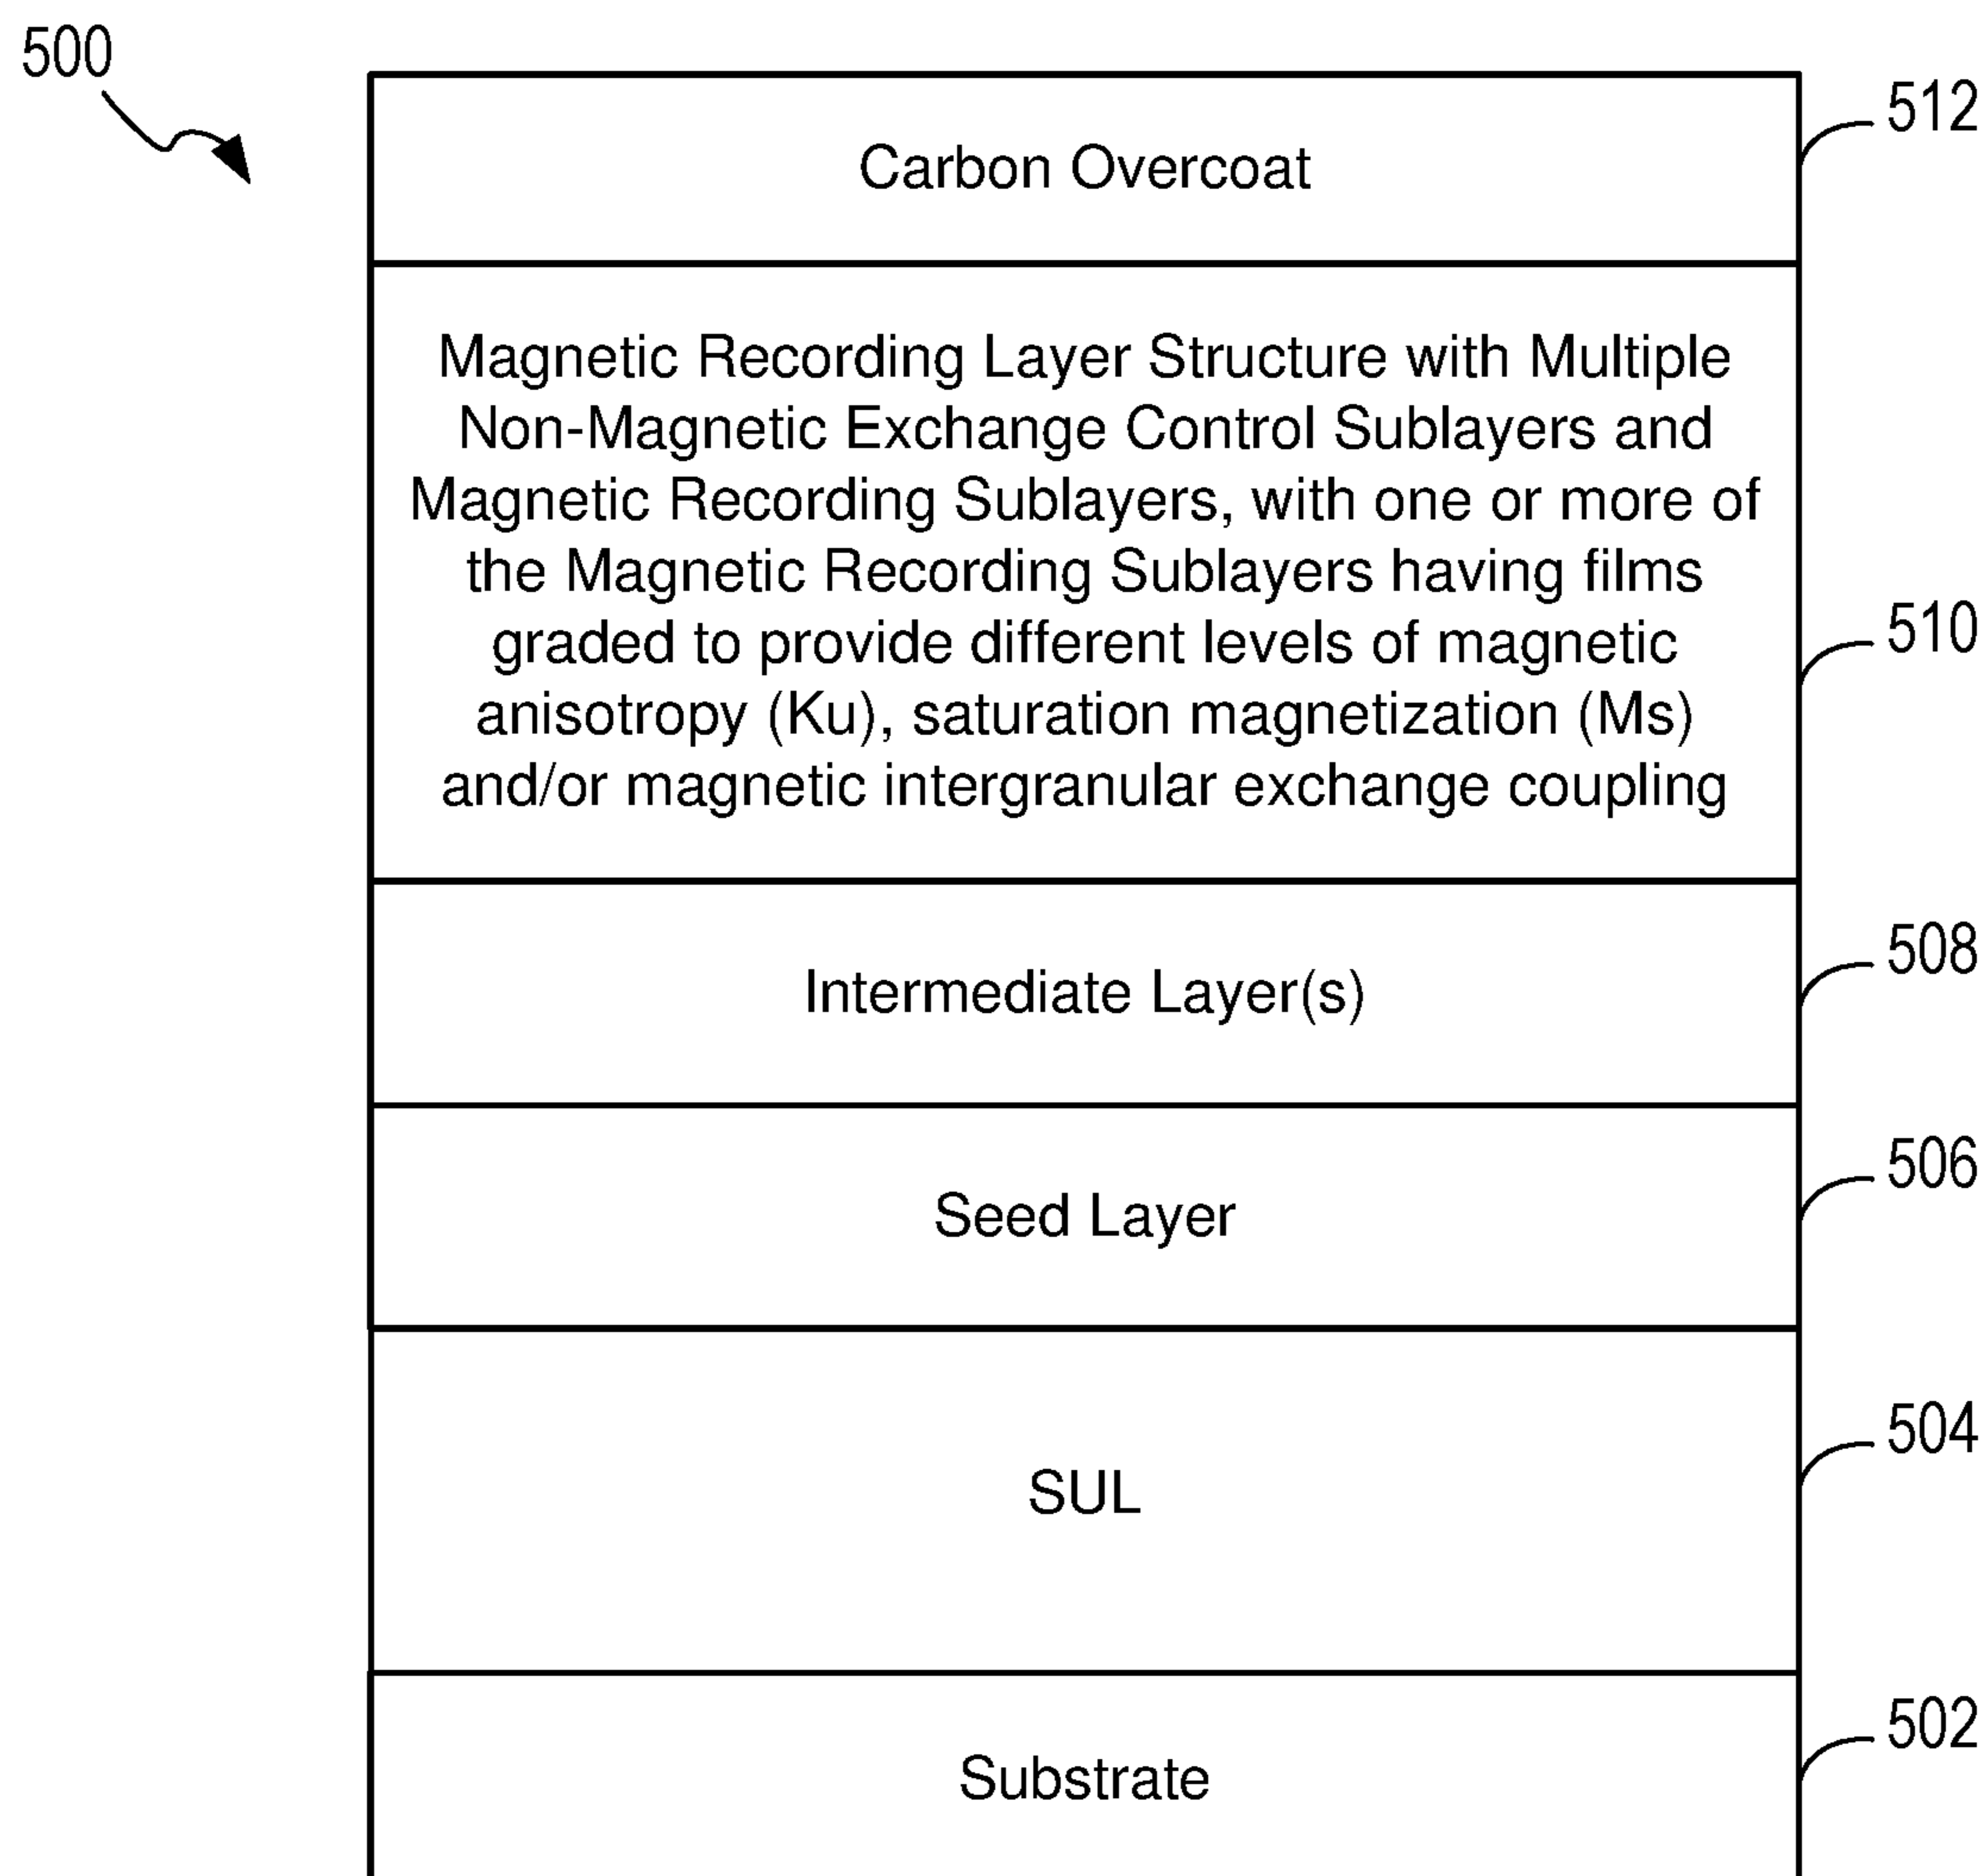 500
512
Carbon Overcoat
Magnetic Recording Layer Structure with Multiple
Non-Magnetic Exchange Control Sublayers and
Magnetic Recording Sublayers, with one or more of
the Magnetic Recording Sublayers having films
graded to provide different levels of magnetic
anisotropy (Ku), saturation magnetization (Ms)
and/or magnetic intergranular exchange coupling
510
Intermediate Layer(s)
508
Seed Layer
506
SUL
504
Substrate
502